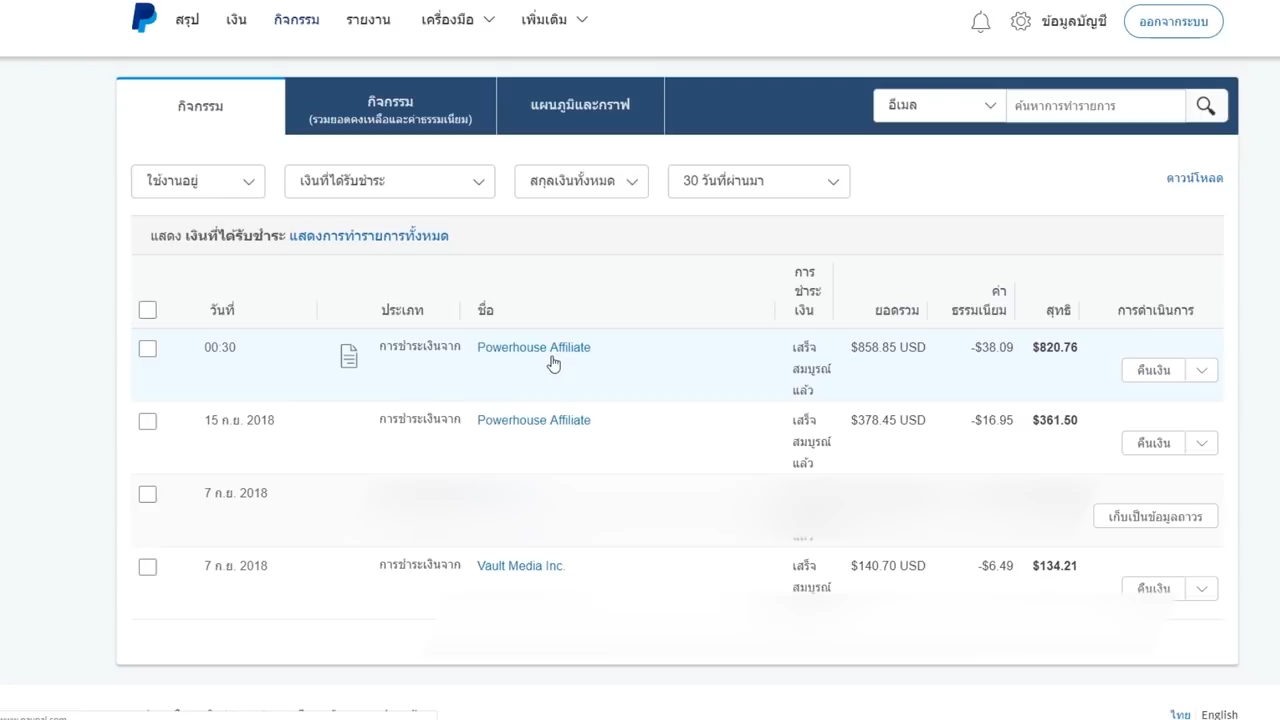 สรุป เงิน กิจกรรม รายงาน เครื่องมือ เพิ่มเติม ข้อมูลบัญชี ออกจากระบบ
กิจกรรม
กิจกรรม
(รวมยอดคงเหลือและค่าธรรมเนียม)
แผนภูมิและกราฟ
อีเมล ค้นหาการทำรายการ
ใช้งานอยู่ เงินที่ได้รับชำระ สกุลเงินทั้งหมด 30 วันที่ผ่านมา ดาวน์โหลด
แสดง เงินที่ได้รับชำระ แสดงการทำรายการทั้งหมด
วันที่ ประเภท ชื่อ
การ
ชำระ
เงิน
ยอดรวม
ค่า
ธรรมเนียม
สุทธิ การดำเนินการ
00:30 การชำระเงินจาก Powerhouse Affiliate
เสร็จ
สมบูรณ์
แล้ว
$858.85 USD -$38.09 $820.76
คืนเงิน
15 ก.ย. 2018 การชำระเงินจาก Powerhouse Affiliate
เสร็จ
สมบูรณ์
แล้ว
$378.45 USD -$16.95 $361.50
คืนเงิน
7 ก.ย. 2018
เก็บเป็นข้อมูลถาวร
7 ก.ย. 2018 การชำระเงินจาก Vault Media Inc.
เสร็จ
สมบูรณ์
$140.70 USD -$6.49 $134.21
คืนเงิน
ไทย English